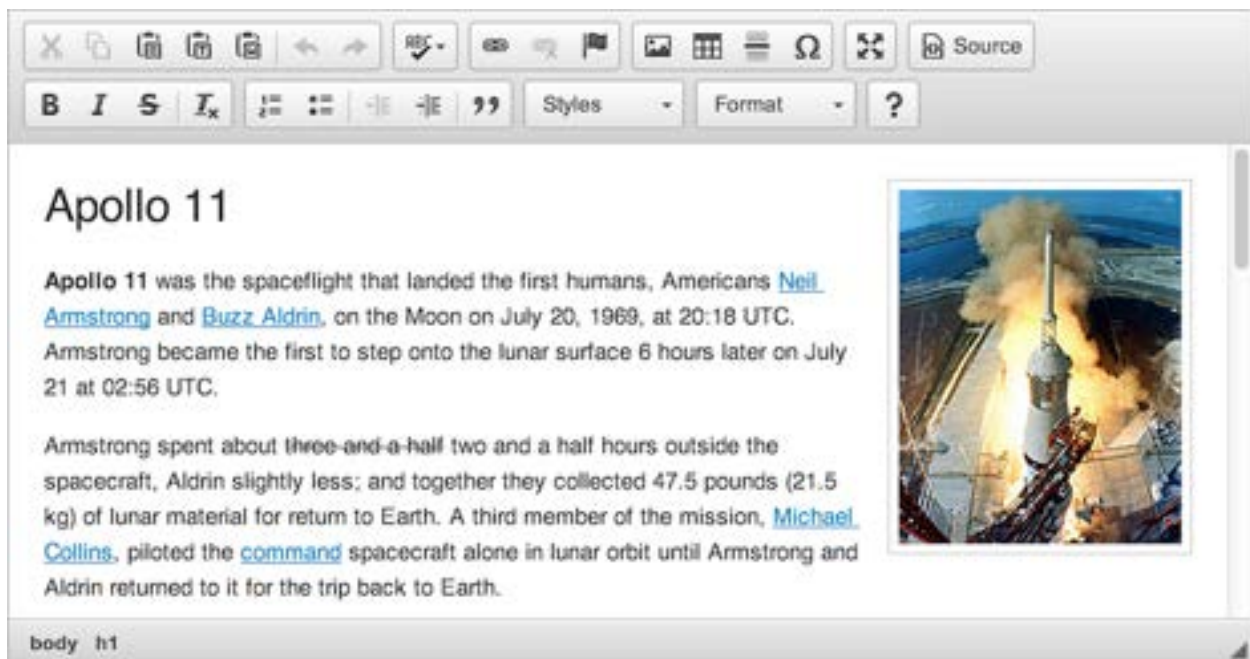 ABC
Ω
Source
B I S Ix
Styles
Format
?
Apollo 11
Apollo 11 was the spaceflight that landed the first humans, Americans Neil
Armstrong and Buzz Aldrin, on the Moon on July 20, 1969, at 20:18 UTC.
Armstrong became the first to step onto the lunar surface 6 hours later on July
21 at 02:56 UTC.
Armstrong spent about three and a half two and a half hours outside the
spacecraft, Aldrin slightly less; and together they collected 47.5 pounds (21.5
kg) of lunar material for return to Earth. A third member of the mission, Michael
Collins, piloted the command spacecraft alone in lunar orbit until Armstrong and
Aldrin returned to it for the trip back to Earth.
body h1